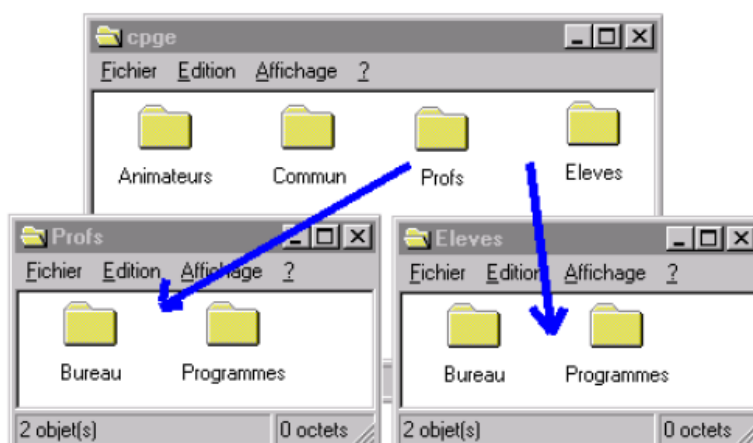 cpge
Fichier Edition Affichage ?
Animateurs Commun Profs Eleves
Profs
Fichier Edition Affichage ?
Bureau Programmes
2 objet(s) 0 octets
Eleves
Fichier Edition Affichage ?
Bureau Programmes
2 objet(s) 0 octets